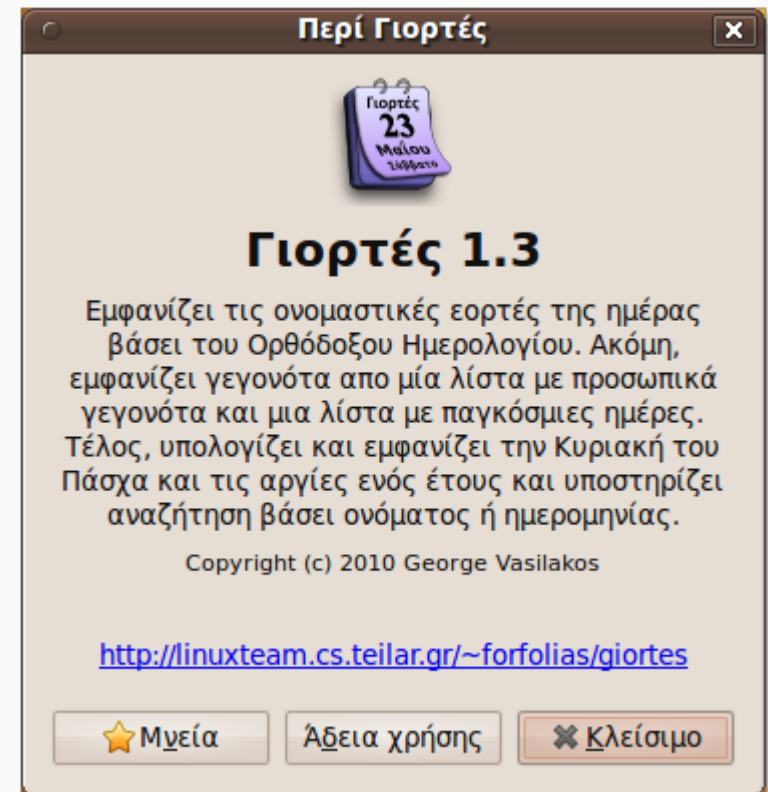 Περί Γιορτές
Γιορτές
23
Μαΐου
Σάββατο
Γιορτές 1.3
Εμφανίζει τις ονομαστικές εορτές της ημέρας
βάσει του Ορθόδοξου Ημερολογίου. Ακόμη,
εμφανίζει γεγονότα απο μία λίστα με προσωπικά
γεγονότα και μια λίστα με παγκόσμιες ημέρες.
Τέλος, υπολογίζει και εμφανίζει την Κυριακή του
Πάσχα και τις αργίες ενός έτους και υποστηρίζει
αναζήτηση βάσει ονόματος ή ημερομηνίας.
Copyright (c) 2010 George Vasilakos
http://linuxteam.cs.teilar.gr/~forfolias/giortes
Μνεία Άδεια χρήσης Κλείσιμο